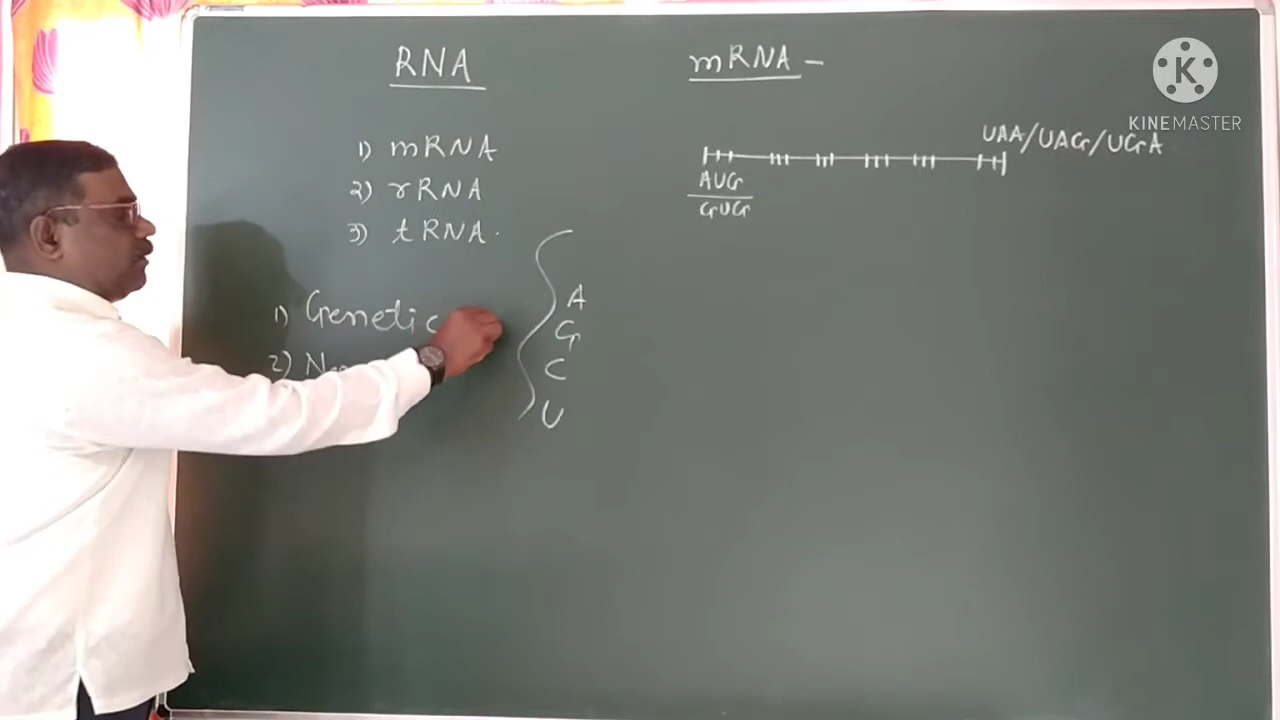 RNA
1) mRNA
2) rRNA
3) tRNA.
1) Genetic
2)
A
G
C
U
mRNA -
UAA/UAG/UGA
AUG
GUG
K
KINEMASTER